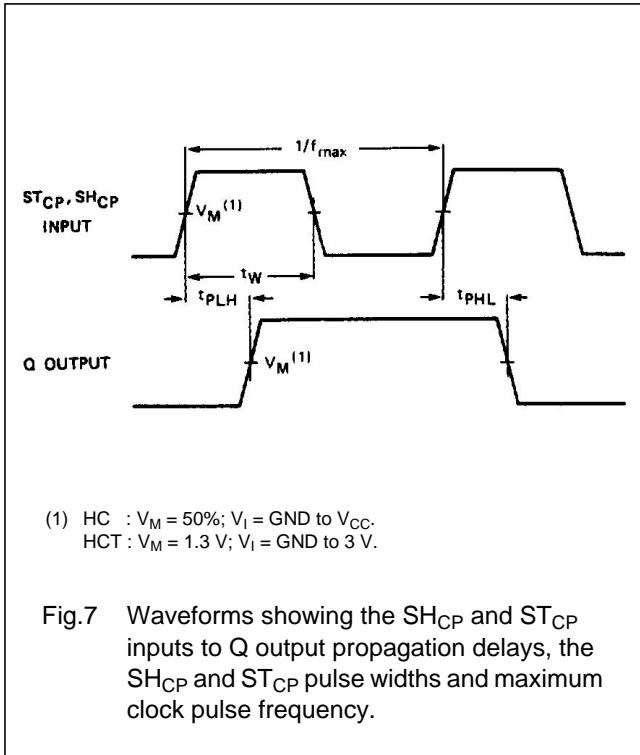 1/fmax
STCP, SHCP
INPUT
VM(1)
tW
tPLH
tPHL
Q OUTPUT
VM(1)
(1) HC : VM = 50%; VI = GND to VCC.
HCT : VM = 1.3 V; VI = GND to 3 V.
Fig.7 Waveforms showing the SHCP and STCP
inputs to Q output propagation delays, the
SHCP and STCP pulse widths and maximum
clock pulse frequency.